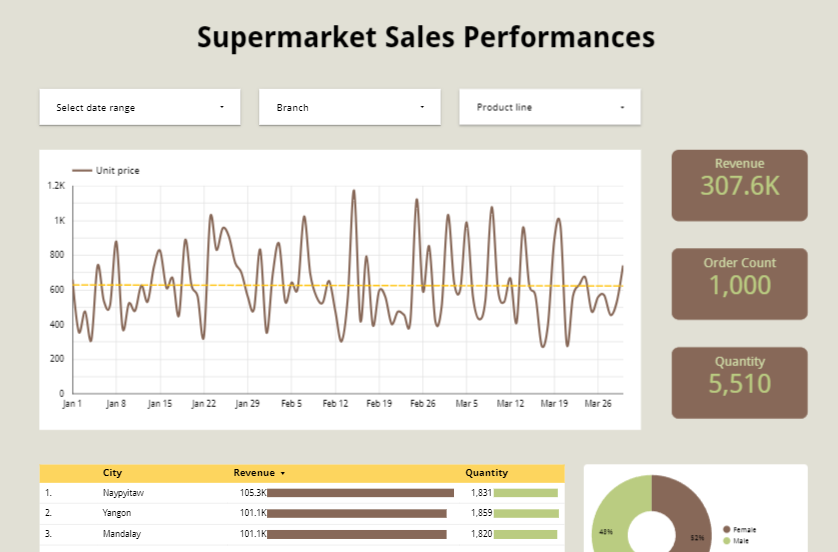 Supermarket Sales Performances
Select date range
Branch
Product line
Unit price
1.2K
1K
800
600
400
200
0
Jan 1 Jan 8 Jan 15 Jan 22 Jan 29 Feb 5 Feb 12 Feb 19 Feb 26 Mar 5 Mar 12 Mar 19 Mar 26
Revenue
307.6K
Order Count
1,000
Quantity
5,510
City Revenue Quantity
1. Naypyitaw 105.3K 1,831
2. Yangon 101.1K 1,859
3. Mandalay 101.1K 1,820
48%
52%
Female
Male